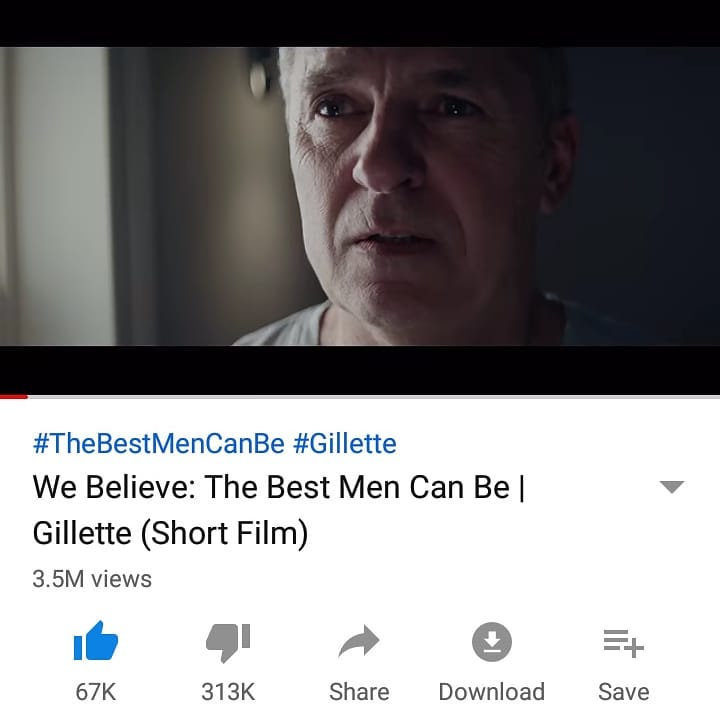 #TheBestMenCanBe #Gillette
We Believe: The Best Men Can Be |
Gillette (Short Film)
3.5M views
67K 313K Share Download Save